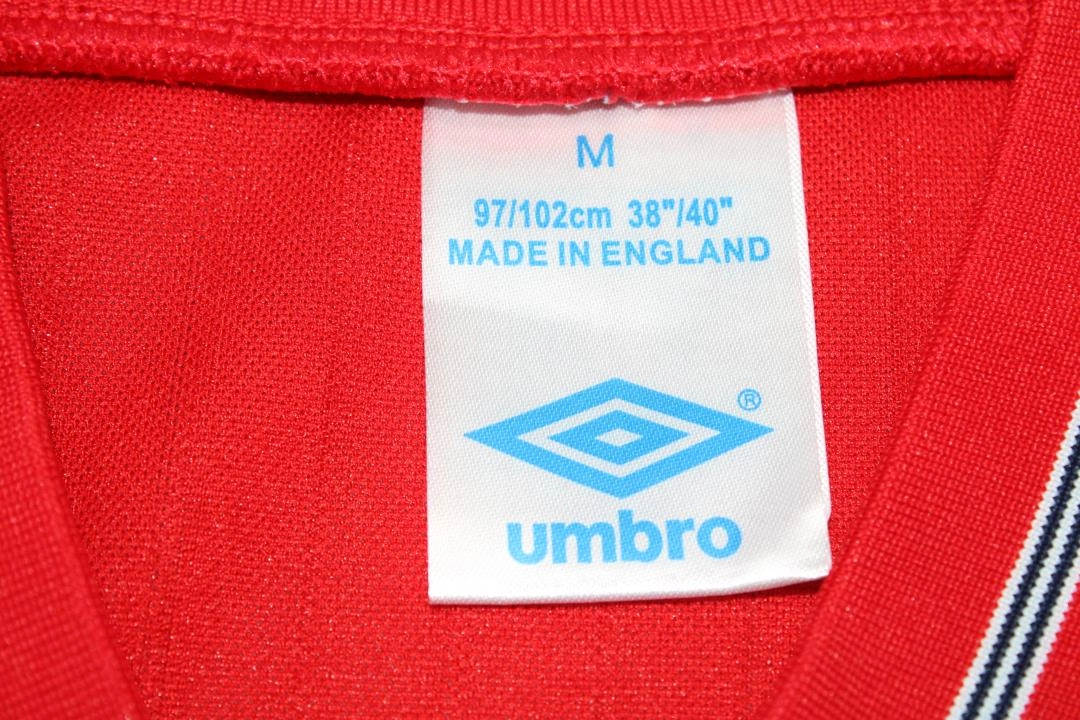 M
97/102cm 38"/40"
MADE IN ENGLAND
®
umbro